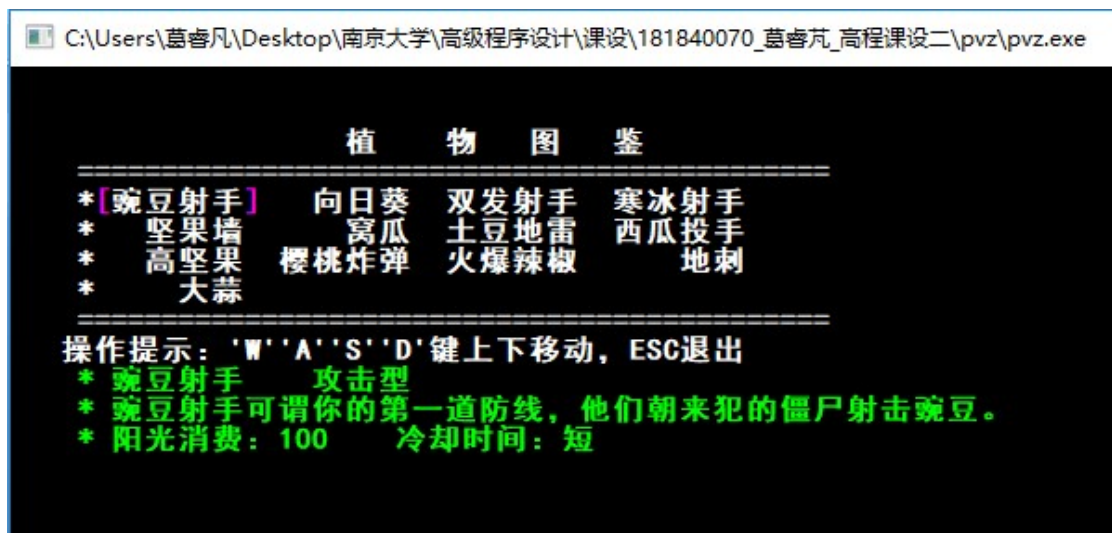 C:\Users\葛睿凡\Desktop\南京大学\高级程序设计\课设\181840070_葛睿芃_高程课设二\pvz\pvz.exe
植 物 图 鉴
=============================================
*[豌豆射手] 向日葵 双发射手 寒冰射手
* 坚果墙 窝瓜 土豆地雷 西瓜投手
* 高坚果 樱桃炸弹 火爆辣椒 地刺
* 大蒜
=============================================
操作提示：'W''A''S''D'键上下移动，ESC退出
* 豌豆射手 攻击型
* 豌豆射手可谓你的第一道防线，他们朝来犯的僵尸射击豌豆。
* 阳光消费：100 冷却时间：短